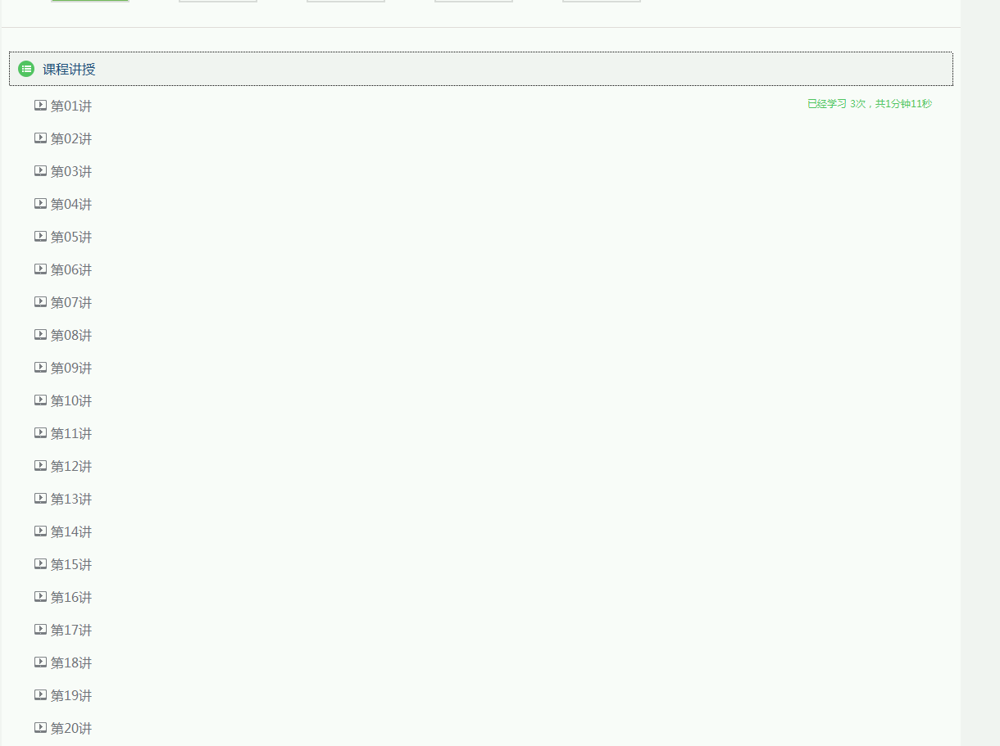 课程讲授
第01讲 已经学习 3次，共1分钟11秒
第02讲
第03讲
第04讲
第05讲
第06讲
第07讲
第08讲
第09讲
第10讲
第11讲
第12讲
第13讲
第14讲
第15讲
第16讲
第17讲
第18讲
第19讲
第20讲